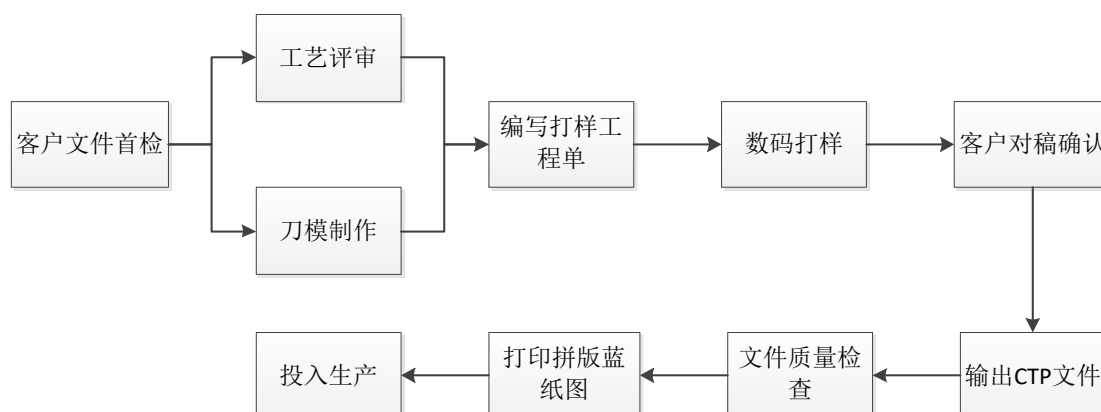 工艺评审
客户文件首检
编写打样工
程单
数码打样
客户对稿确认
刀模制作
投入生产
打印拼版蓝
纸图
文件质量检
查
输出CTP文件